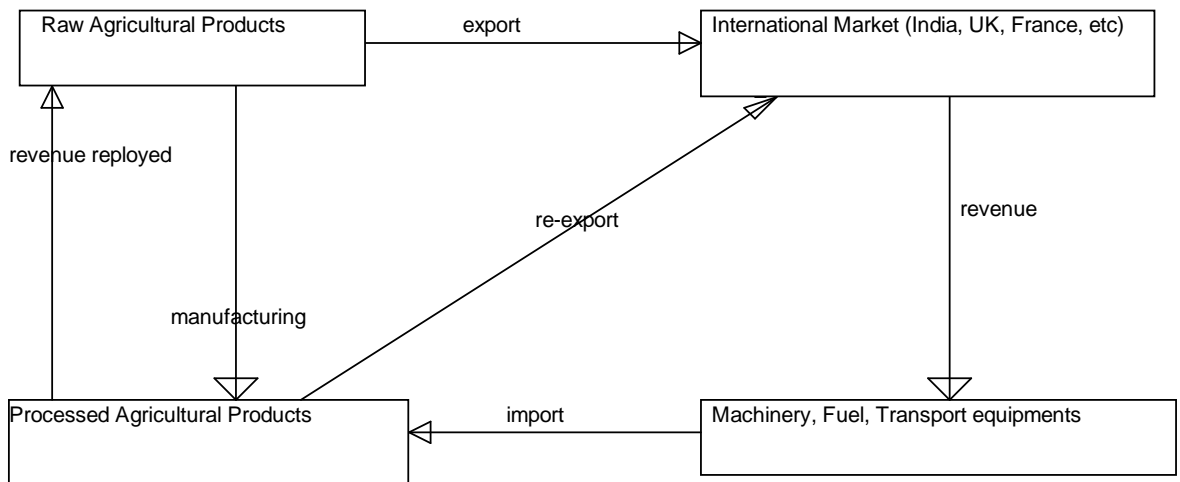 Raw Agricultural Products
export
International Market (India, UK, France, etc)
revenue reployed
re-export
revenue
manufacturing
Processed Agricultural Products
import
Machinery, Fuel, Transport equipments